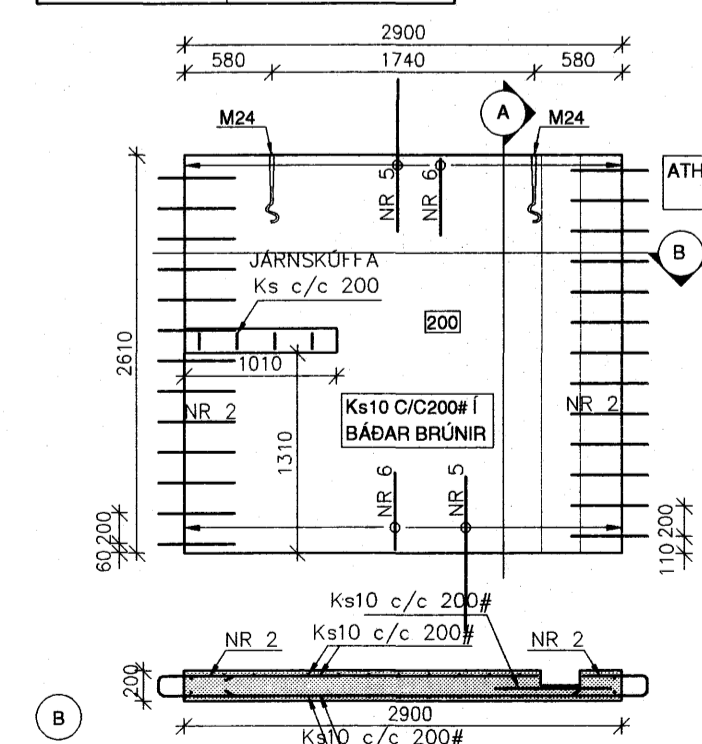 2900
580 1740 580
M24
A
M24
NR 5
NR 6
ATH
B
JÁRNSKÚFFA
Ks c/c 200
200
2610
1010
NR 2
Ks10 C/C200# Í
BÁÐAR BRÚNIR
NR 2
1310
NR 6
NR 5
200
60
200
110
Ks10 c/c 200#
Ks10 c/c 200#
NR 2
NR 2
200
B
2900
Ks10 c/c 200#